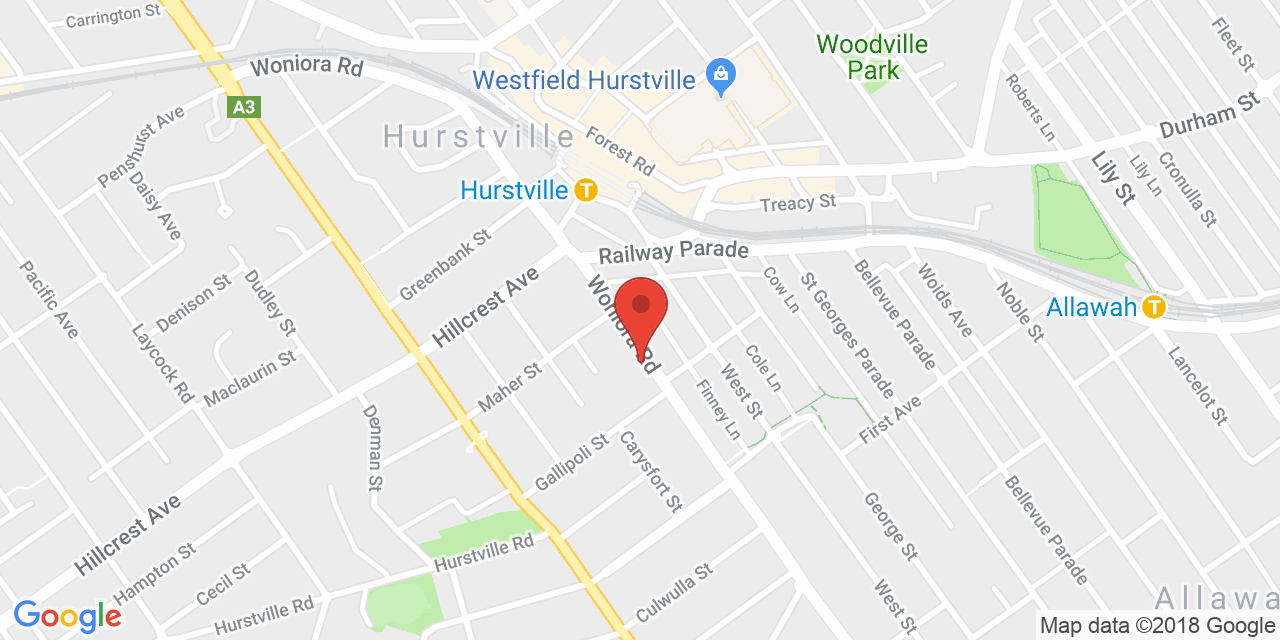 Carrington St
Woniora Rd
A3
Penshurst Ave
Daisy Ave
Westfield Hurstville
Woodville
Park
Fleet St
Roberts Ln
Durham St
Lily St
Lily Ln
Cronulla St
Hurstville
Forest Rd
Hurstville
T
Treacy St
Railway Parade
Greenbank St
Pacific Ave
Denison St
Dudley St
Laycock Rd
Maclaurin St
Hillcrest Ave
Woniora Rd
Cow Ln
St Georges Parade
Bellevue Parade
Woids Ave
Noble St
Allawah
T
Lancelot St
Maher St
Denman St
Cole Ln
West St
Finney Ln
First Ave
Gallipoli St
Carysfort St
Hillcrest Ave
Hampton St
Cecil St
Hurstville Rd
Hurstville Rd
George St
Bellevue Parade
West St
Culwulla St
Allawa
Google
Map data ©2018 Google